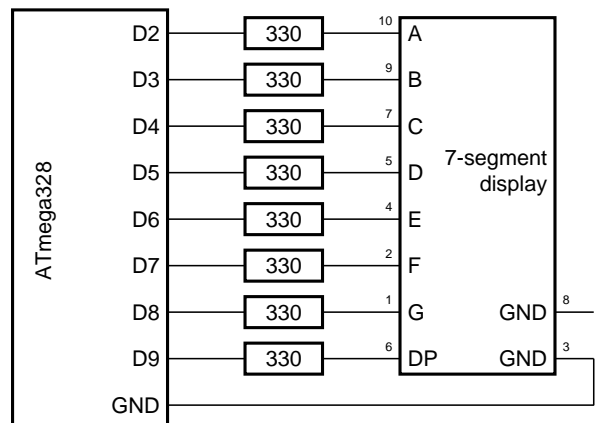 D2 330 10 A
D3 330 9 B
D4 330 7 C
D5 330 5 D
7-segment
display
ATmega328
D6 330 4 E
D7 330 2 F
D8 330 1 G GND 8
D9 330 6 DP GND 3
GND